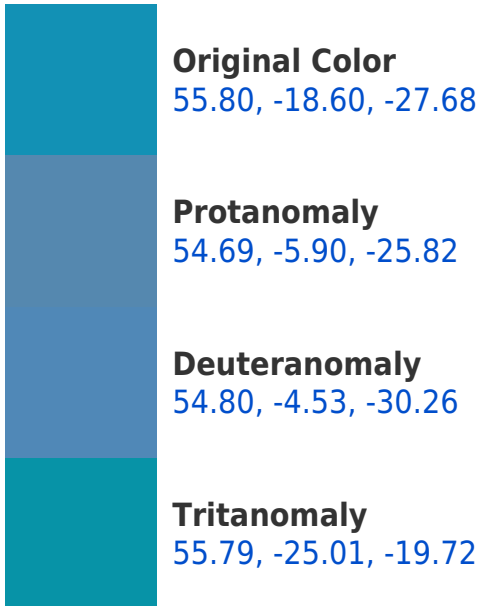 Original Color
55.80, -18.60, -27.68
Protanomaly
54.69, -5.90, -25.82
Deuteranomaly
54.80, -4.53, -30.26
Tritanomaly
55.79, -25.01, -19.72